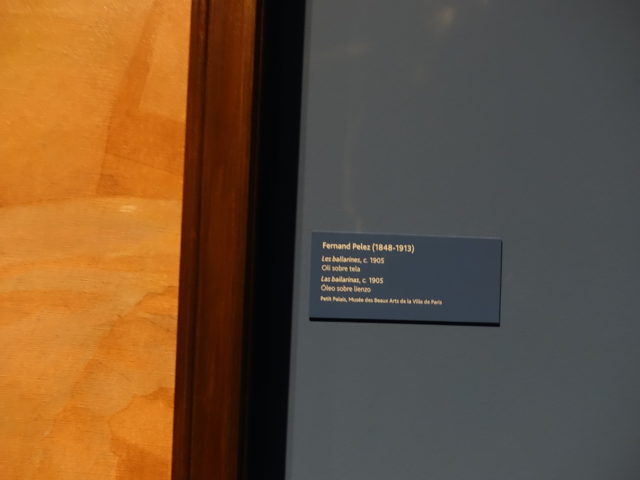 Fernand Pelez (1848-1913)
Les ballarines, c. 1905
Oli sobre tela
Las bailarinas, c. 1905
Óleo sobre lienzo
Petit Palais, Musée des Beaux Arts de la Ville de Paris